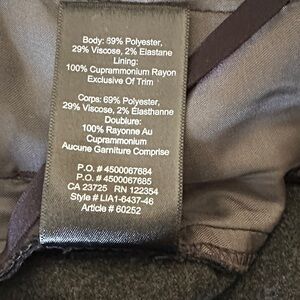 Body: 69% Polyester,
29% Viscose, 2% Elastane
Lining:
100% Cuprammonium Rayon
Exclusive Of Trim
Corps: 69% Polyester,
29% Viscose, 2% Élasthanne
Doublure:
100% Rayonne Au
Cuprammonium
Aucune Garniture Comprise
P.O. # 4500067684
P.O. # 4500067685
CA 23725 RN 122354
Style # LIA1-6437-46
Article # 60252